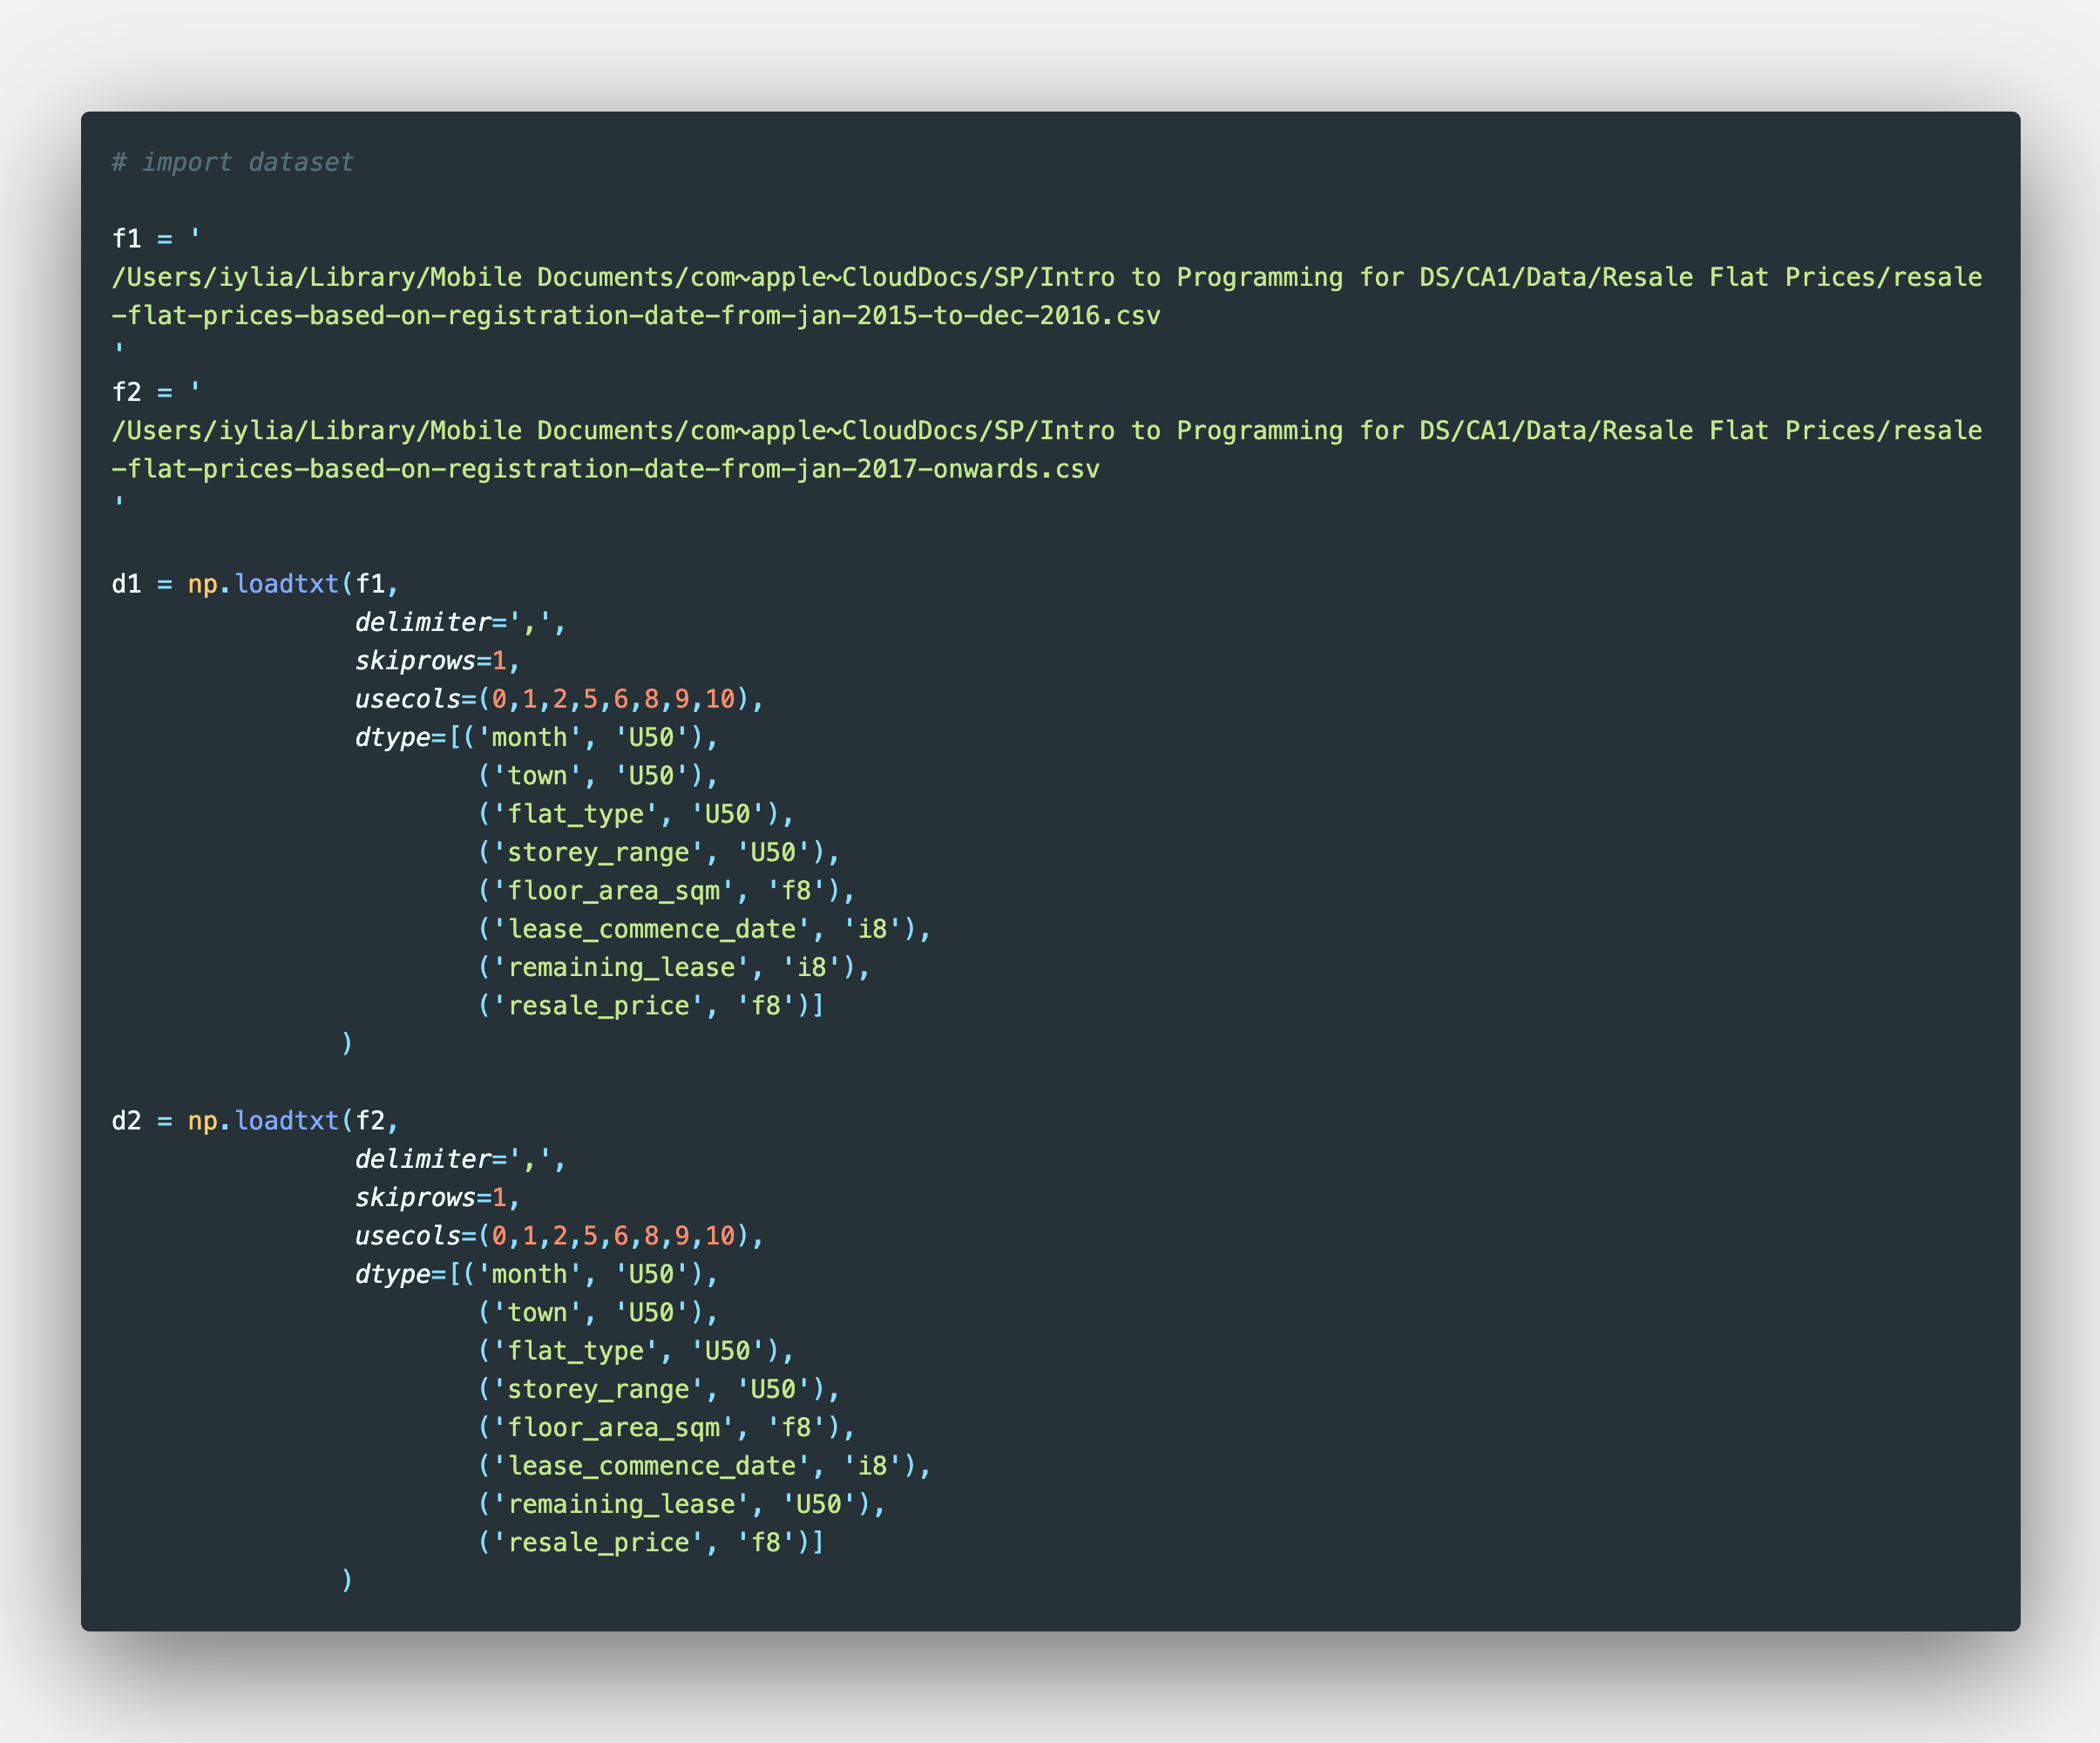 # import dataset
f1 = '
/Users/iylia/Library/Mobile Documents/com~apple~CloudDocs/SP/Intro to Programming for DS/CA1/Data/Resale Flat Prices/resale
-flat-prices-based-on-registration-date-from-jan-2015-to-dec-2016.csv
'
f2 = '
/Users/iylia/Library/Mobile Documents/com~apple~CloudDocs/SP/Intro to Programming for DS/CA1/Data/Resale Flat Prices/resale
-flat-prices-based-on-registration-date-from-jan-2017-onwards.csv
'
d1 = np.loadtxt(f1,
                delimiter=',',
                skiprows=1,
                usecols=(0,1,2,5,6,8,9,10),
                dtype=[('month', 'U50'),
                        ('town', 'U50'),
                        ('flat_type', 'U50'),
                        ('storey_range', 'U50'),
                        ('floor_area_sqm', 'f8'),
                        ('lease_commence_date', 'i8'),
                        ('remaining_lease', 'i8'),
                        ('resale_price', 'f8')]
               )
d2 = np.loadtxt(f2,
                delimiter=',',
                skiprows=1,
                usecols=(0,1,2,5,6,8,9,10),
                dtype=[('month', 'U50'),
                        ('town', 'U50'),
                        ('flat_type', 'U50'),
                        ('storey_range', 'U50'),
                        ('floor_area_sqm', 'f8'),
                        ('lease_commence_date', 'i8'),
                        ('remaining_lease', 'U50'),
                        ('resale_price', 'f8')]
               )